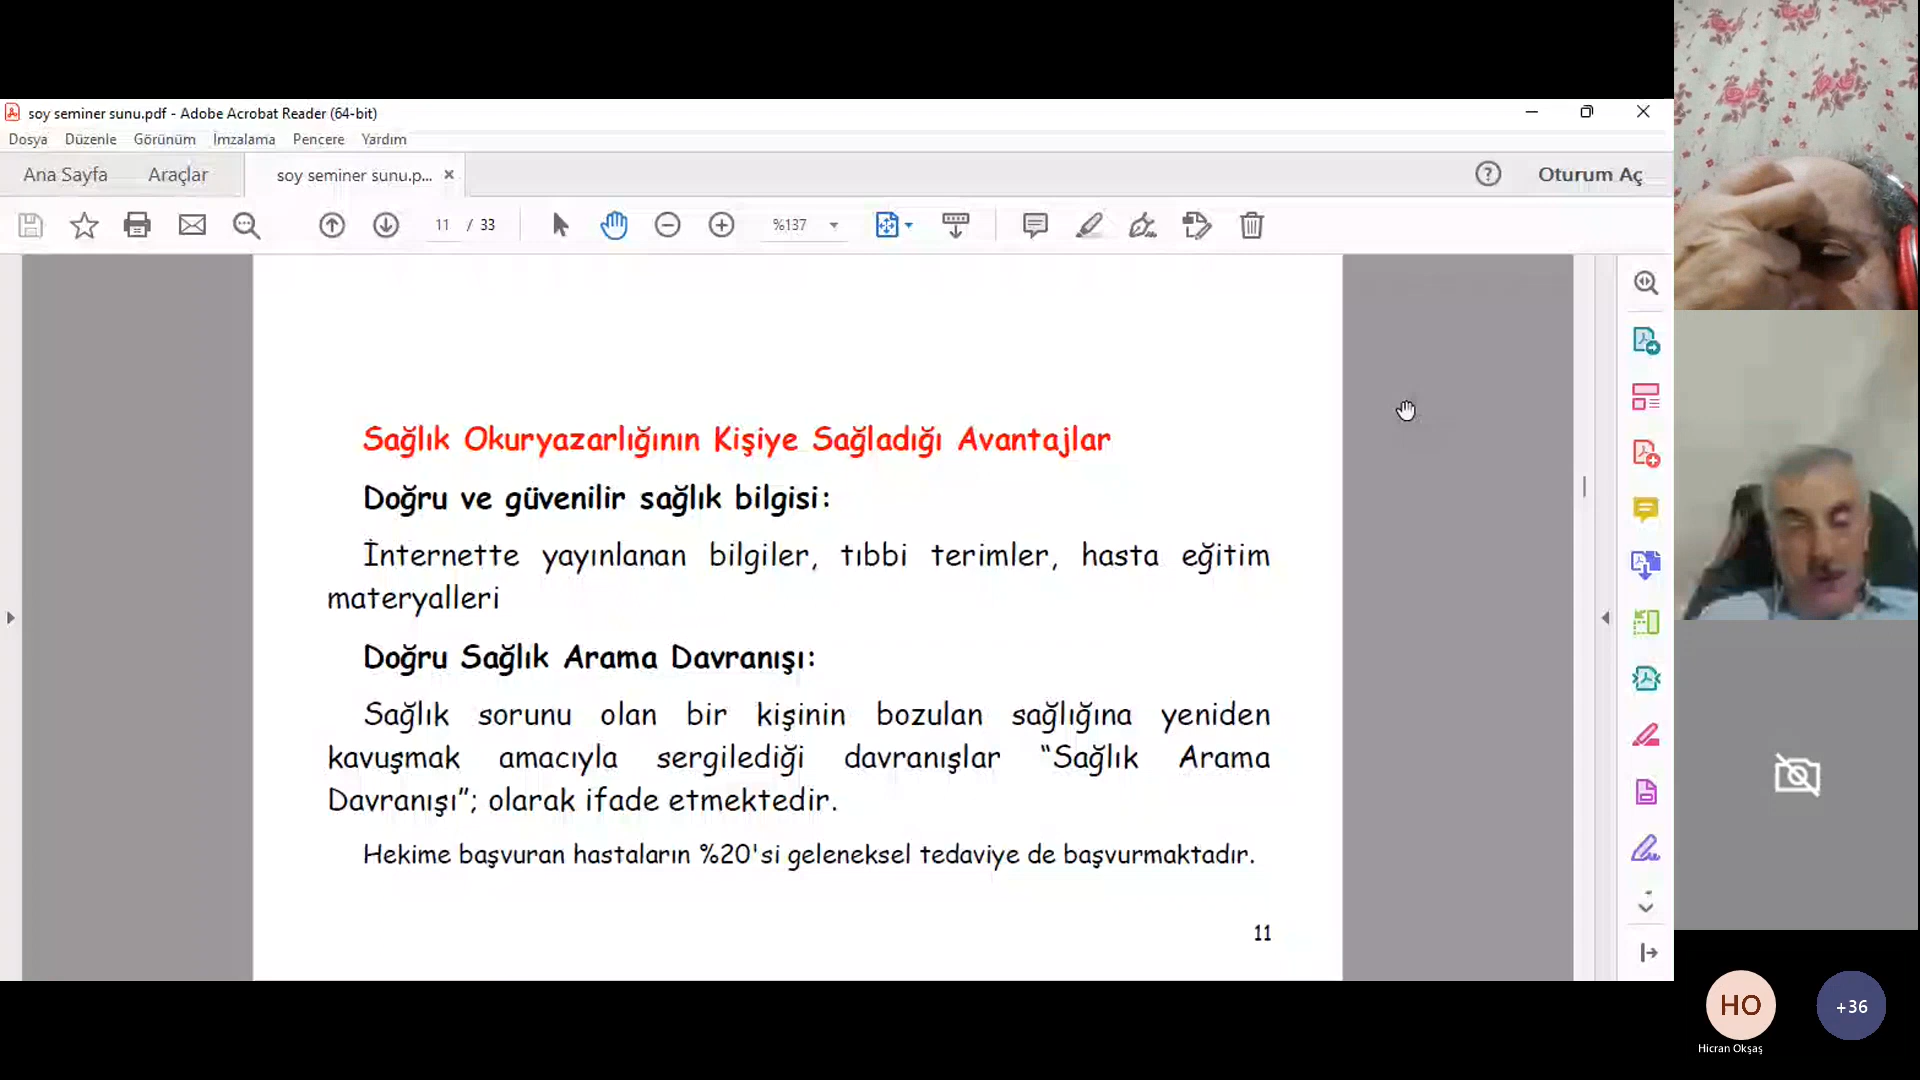 soy seminer sunu.pdf - Adobe Acrobat Reader (64-bit)
Dosya Düzenle Görünüm İmzalama Pencere Yardım
Ana Sayfa Araçlar soy seminer sunu.p... Oturum Aç
11 / 33 %137
Sağlık Okuryazarlığının Kişiye Sağladığı Avantajlar
Doğru ve güvenilir sağlık bilgisi:
İnternette yayınlanan bilgiler, tıbbi terimler, hasta eğitim
materyalleri
Doğru Sağlık Arama Davranışı:
Sağlık sorunu olan bir kişinin bozulan sağlığına yeniden
kavuşmak amacıyla sergilediği davranışlar “Sağlık Arama
Davranışı”; olarak ifade etmektedir.
Hekime başvuran hastaların %20'si geleneksel tedaviye de başvurmaktadır.
11
HO
+36
Hicran Okşaş